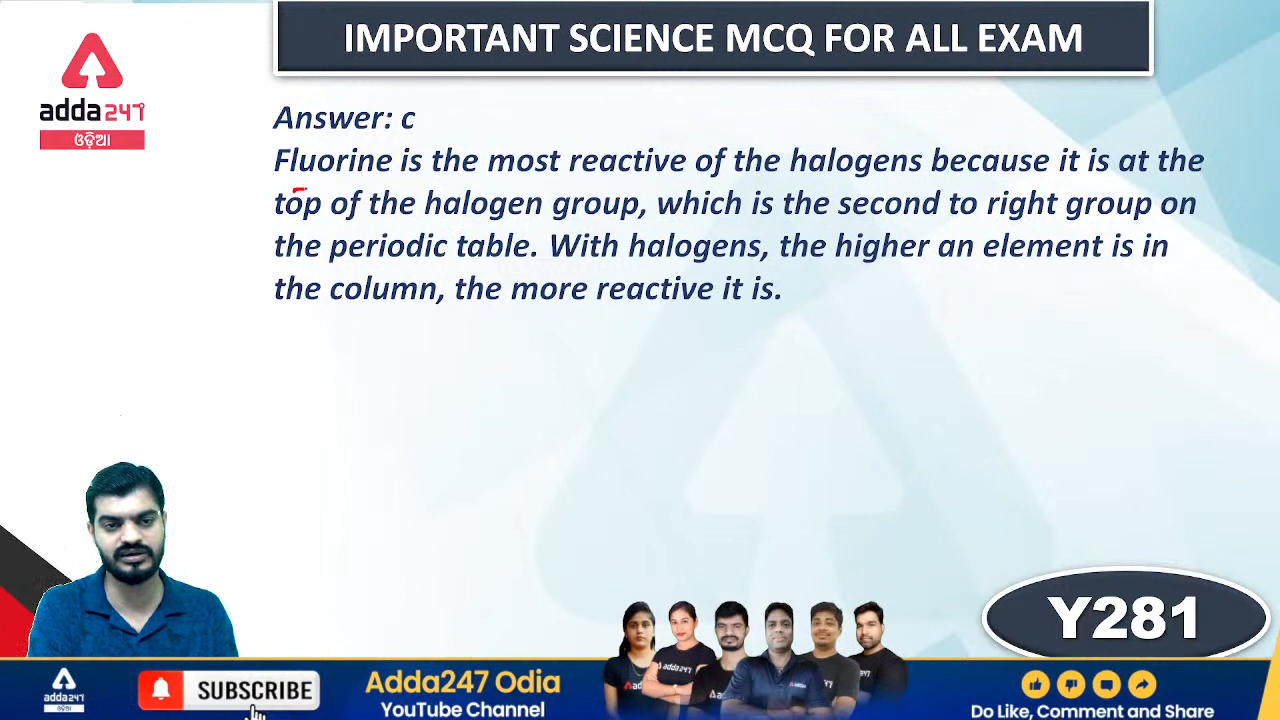 IMPORTANT SCIENCE MCQ FOR ALL EXAM
adda247
ଓଡ଼ିଆ
Answer: c
Fluorine is the most reactive of the halogens because it is at the
top of the halogen group, which is the second to right group on
the periodic table. With halogens, the higher an element is in
the column, the more reactive it is.
Y281
adda247
ଓଡ଼ିଆ
SUBSCRIBE
Adda247 Odia
YouTube Channel
adda247
Do Like, Comment and Share